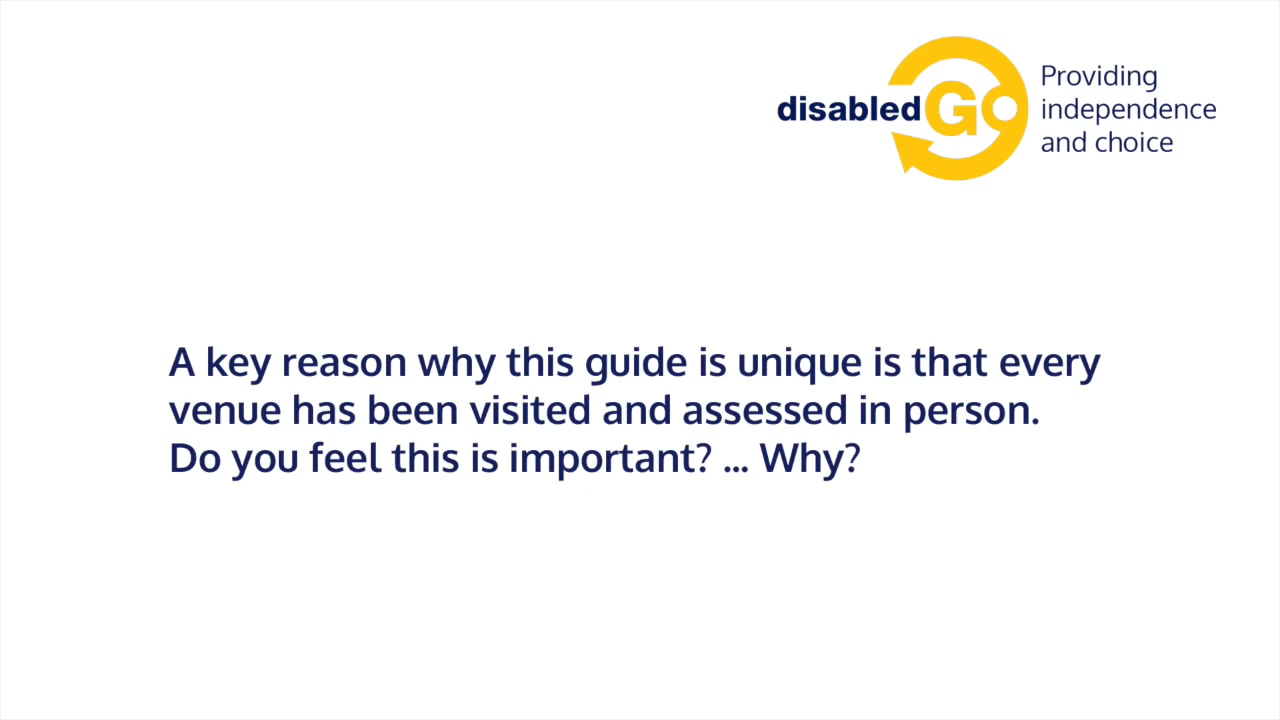 disabledGo
Providing
independence
and choice
A key reason why this guide is unique is that every
venue has been visited and assessed in person.
Do you feel this is important? ... Why?